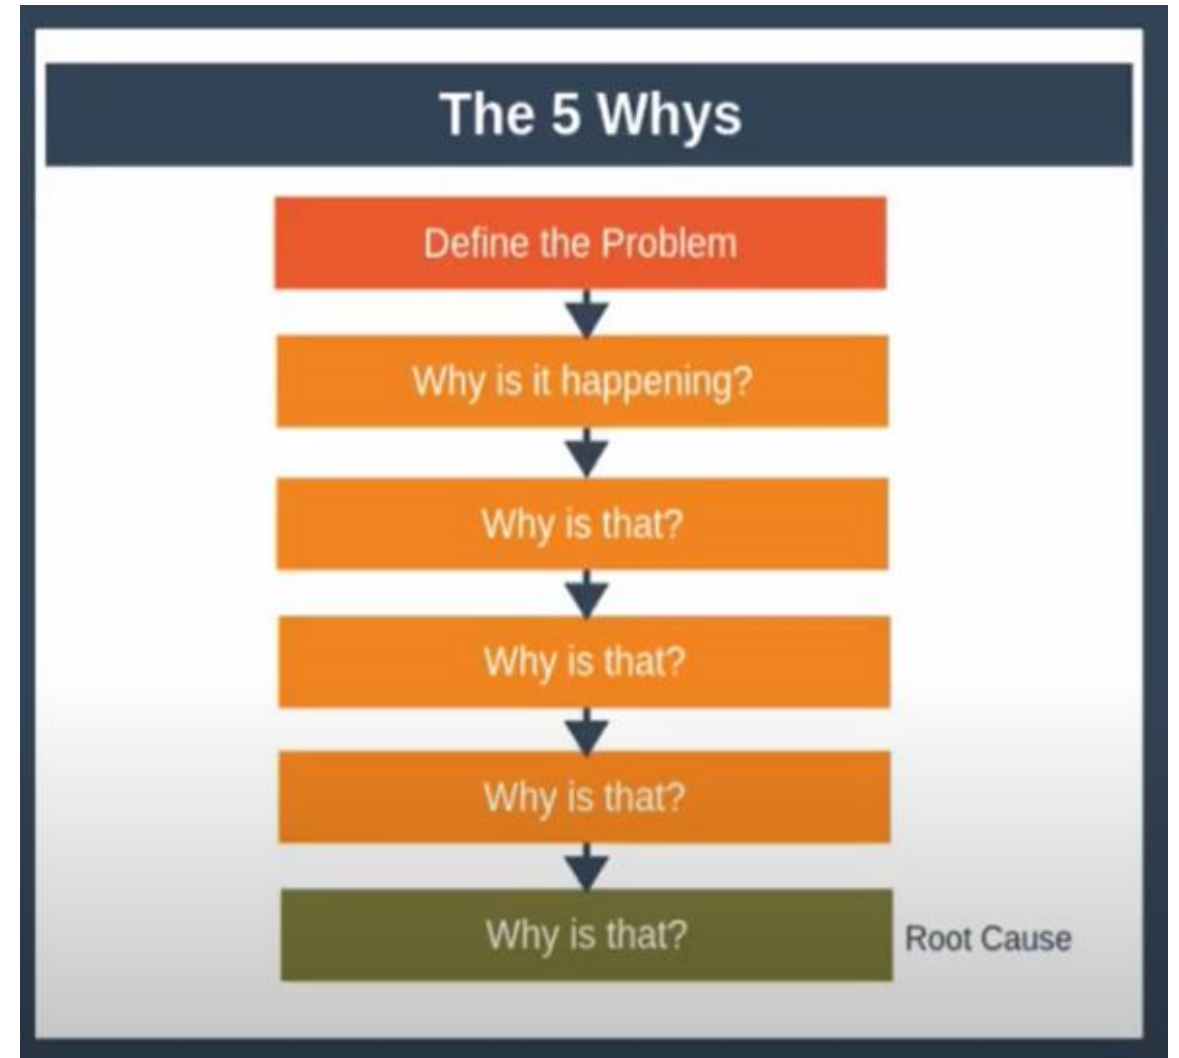 The 5 Whys
Define the Problem
Why is it happening?
Why is that?
Why is that?
Why is that?
Why is that?
Root Cause